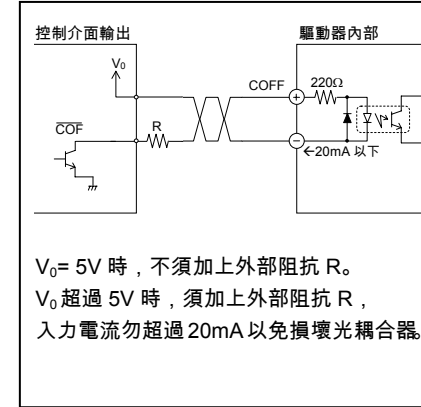 控制介面輸出
驅動器內部
V₀
COFF
220Ω
COF
R
←20mA 以下
V₀= 5V 時，不須加上外部阻抗 R。
V₀ 超過 5V 時，須加上外部阻抗 R，
入力電流勿超過 20mA 以免損壞光耦合器。